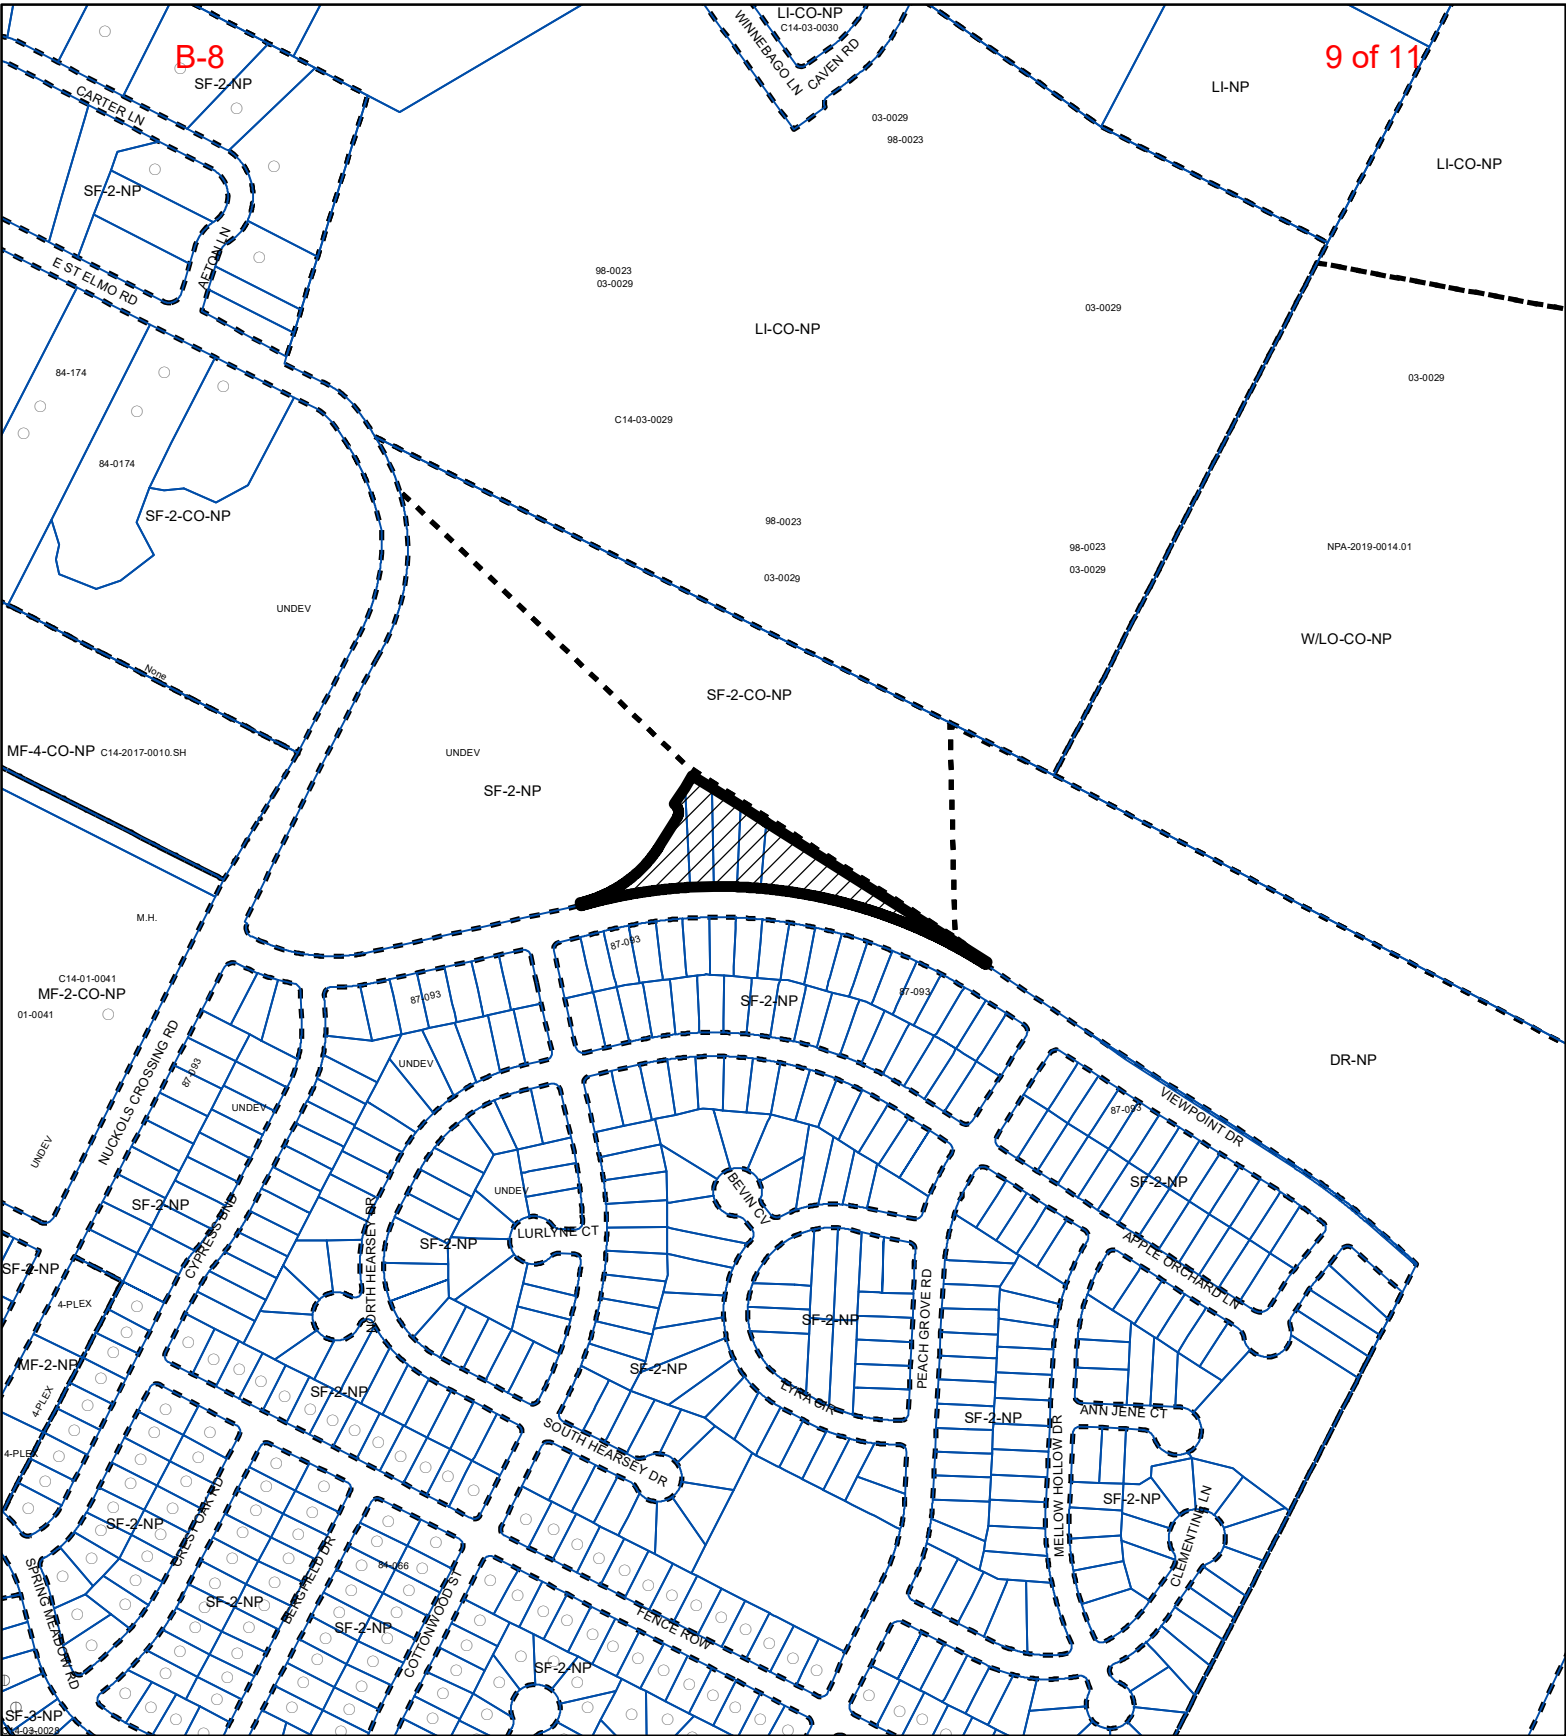 B-8
9 of 11
LI-CO-NP
C14-03-0030
WINNEBAGO LN
CAVEN RD
SF-2-NP
LI-NP
CARTER LN
03-0029
98-0023
LI-CO-NP
SF-2-NP
AETON LN
E ST ELMO RD
98-0023
03-0029
03-0029
LI-CO-NP
84-174
03-0029
C14-03-0029
84-0174
SF-2-CO-NP
98-0023
98-0023
03-0029
NPA-2019-0014.01
03-0029
UNDEV
W/LO-CO-NP
None
SF-2-CO-NP
MF-4-CO-NP C14-2017-0010.SH
UNDEV
SF-2-NP
M.H.
87-093
C14-01-0041
MF-2-CO-NP
01-0041
87-093
SF-2-NP
87-093
NUCKOLS CROSSING RD
87-093
UNDEV
DR-NP
UNDEV
UNDEV
87-093
VIEWPOINT DR
SF-2-NP
CYPRESS BND
UNDEV
BEVIN CV
SF-2-NP
NORTH HEARSEY DR
SF-2-NP
LURLYNE CT
APPLE ORCHARD LN
SF-2-NP
4-PLEX
PEACH GROVE RD
SF-2-NP
MF-2-NP
4-PLEX
SF-2-NP
SF-2-NP
LYRA CIR
SF-2-NP
ANN JENE CT
4-PLE
SOUTH HEARSEY DR
MELLOW HOLLOW DR
SF-2-NP
CLEMENTINE LN
SF-2-NP
CREST OAK RD
SPRING MEADOW RD
BERGFIELD DR
84-066
SF-2-NP
COTTONWOOD ST
SF-2-NP
FENCE ROW
SF-2-NP
SF-3-NP
C14-03-0028